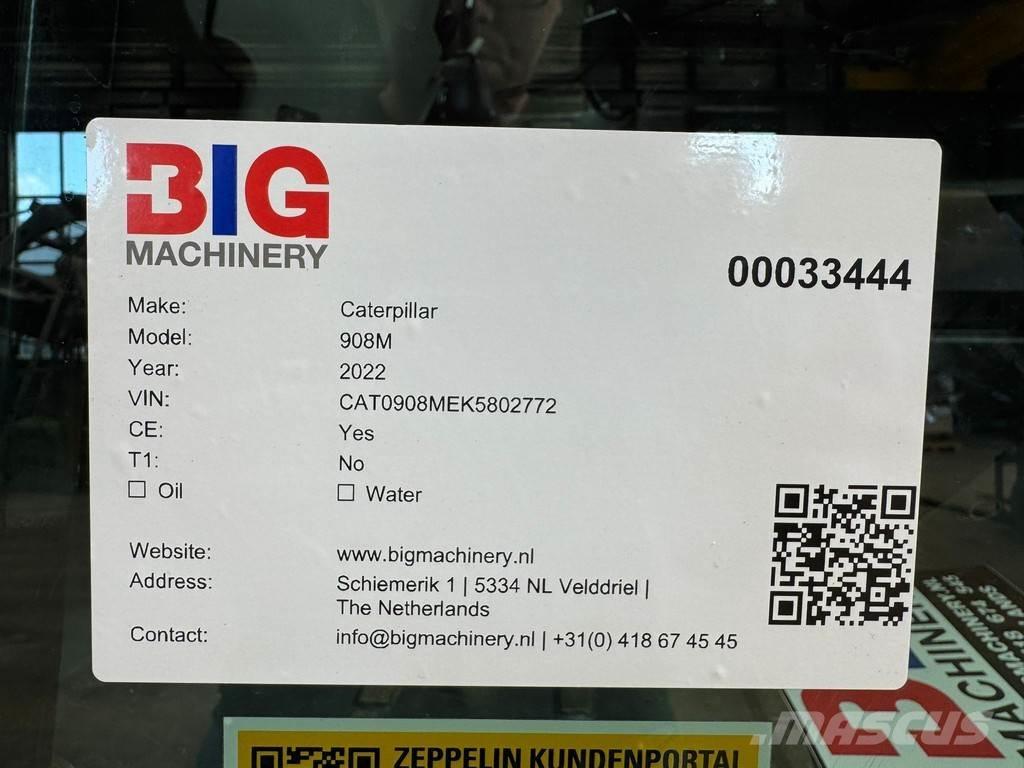 BIG
MACHINERY
00033444
Make: Caterpillar
Model: 908M
Year: 2022
VIN: CAT0908MEK5802772
CE: Yes
T1: No
☐ Oil ☐ Water
Website: www.bigmachinery.nl
Address: Schiemerik 1 | 5334 NL Velddriel |
The Netherlands
Contact: info@bigmachinery.nl | +31(0) 418 67 45 45
ZEPPELIN KUNDENPORTAL
MASCUS